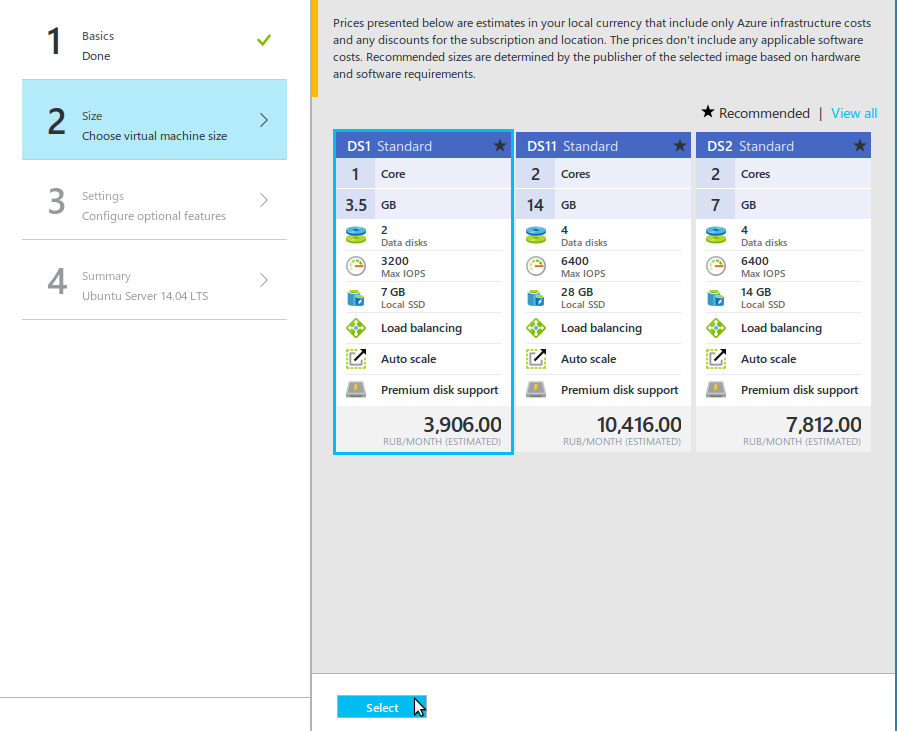 1
Basics
Done
2
Size
Choose virtual machine size
3
Settings
Configure optional features
4
Summary
Ubuntu Server 14.04 LTS
Prices presented below are estimates in your local currency that include only Azure infrastructure costs
and any discounts for the subscription and location. The prices don't include any applicable software
costs. Recommended sizes are determined by the publisher of the selected image based on hardware
and software requirements.
★ Recommended | View all
DS1 Standard ★
1 Core
3.5 GB
2
Data disks
3200
Max IOPS
7 GB
Local SSD
Load balancing
Auto scale
Premium disk support
3,906.00
RUB/MONTH (ESTIMATED)
DS11 Standard ★
2 Cores
14 GB
4
Data disks
6400
Max IOPS
28 GB
Local SSD
Load balancing
Auto scale
Premium disk support
10,416.00
RUB/MONTH (ESTIMATED)
DS2 Standard ★
2 Cores
7 GB
4
Data disks
6400
Max IOPS
14 GB
Local SSD
Load balancing
Auto scale
Premium disk support
7,812.00
RUB/MONTH (ESTIMATED)
Select